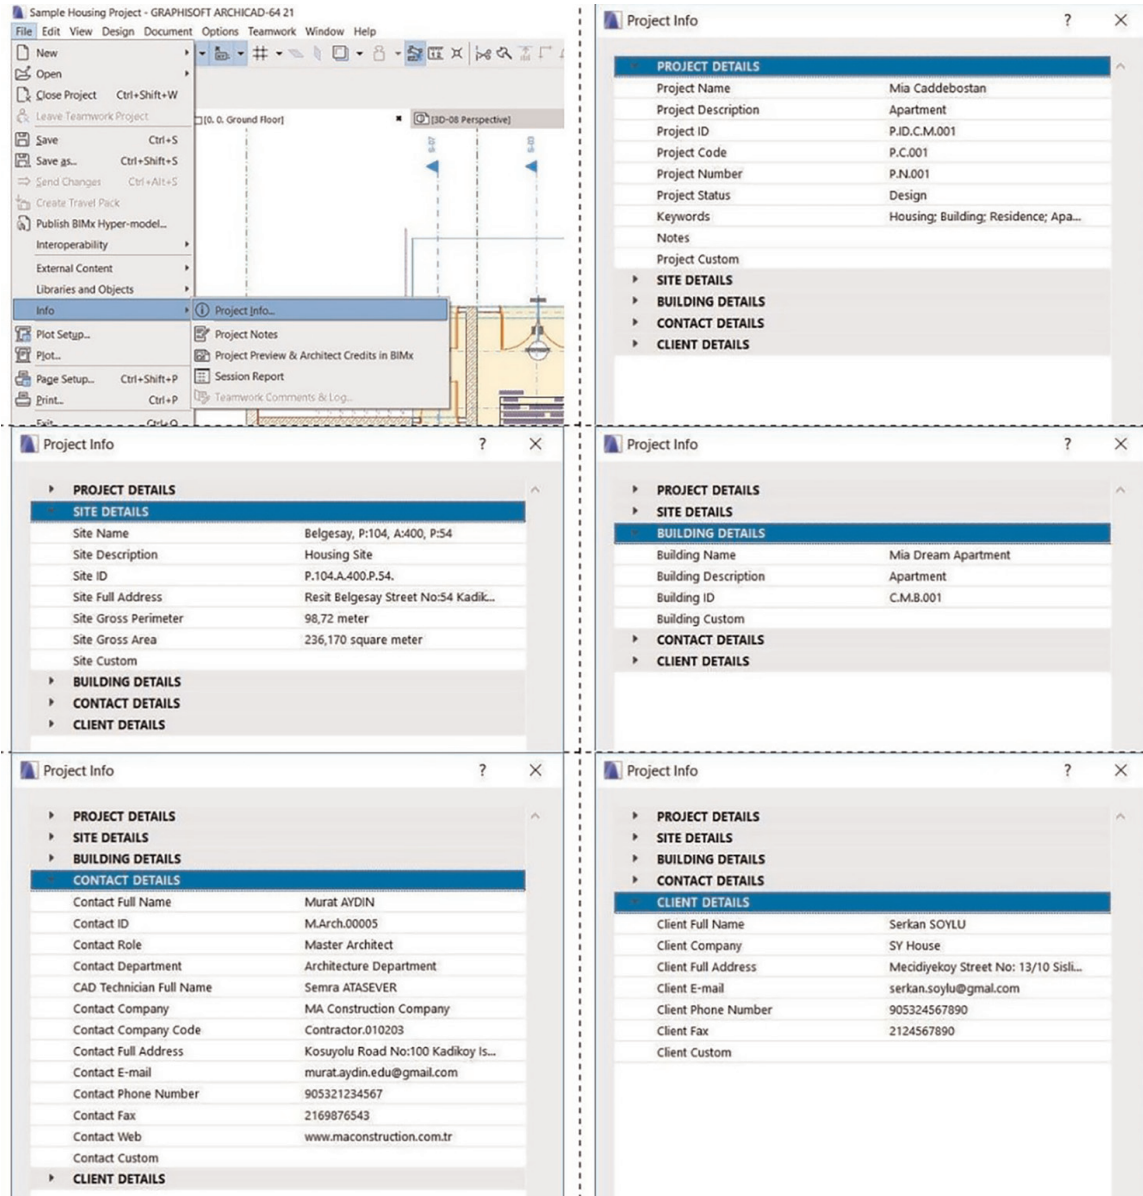 Sample Housing Project - GRAPHISOFT ARCHICAD-64 21
File Edit View Design Document Options Teamwork Window Help
New
Open
Close Project Ctrl+Shift+W
Leave Teamwork Project
Save Ctrl+S
Save as... Ctrl+Shift+S
Send Changes Ctrl+Alt+S
Create Travel Pack
Publish BIMx Hyper-model...
Interoperability
External Content
Libraries and Objects
Info
Plot Setup...
Plot...
Page Setup... Ctrl+Shift+P
Print... Ctrl+P
Exit Ctrl+Q
[0. 0. Ground Floor]
[3D-08 Perspective]
S-07
S-03
Project Info...
Project Notes
Project Preview & Architect Credits in BIMx
Session Report
Teamwork Comments & Log...
Project Info ? X
PROJECT DETAILS
Project Name Mia Caddebostan
Project Description Apartment
Project ID P.ID.C.M.001
Project Code P.C.001
Project Number P.N.001
Project Status Design
Keywords Housing; Building; Residence; Apa...
Notes
Project Custom
SITE DETAILS
BUILDING DETAILS
CONTACT DETAILS
CLIENT DETAILS
Project Info ? X
PROJECT DETAILS
SITE DETAILS
Site Name Belgesay, P:104, A:400, P:54
Site Description Housing Site
Site ID P.104.A.400.P.54.
Site Full Address Resit Belgesay Street No:54 Kadik...
Site Gross Perimeter 98,72 meter
Site Gross Area 236,170 square meter
Site Custom
BUILDING DETAILS
CONTACT DETAILS
CLIENT DETAILS
Project Info ? X
PROJECT DETAILS
SITE DETAILS
BUILDING DETAILS
Building Name Mia Dream Apartment
Building Description Apartment
Building ID C.M.B.001
Building Custom
CONTACT DETAILS
CLIENT DETAILS
Project Info ? X
PROJECT DETAILS
SITE DETAILS
BUILDING DETAILS
CONTACT DETAILS
Contact Full Name Murat AYDIN
Contact ID M.Arch.00005
Contact Role Master Architect
Contact Department Architecture Department
CAD Technician Full Name Semra ATASEVER
Contact Company MA Construction Company
Contact Company Code Contractor.010203
Contact Full Address Kosuyolu Road No:100 Kadikoy Is...
Contact E-mail murat.aydin.edu@gmail.com
Contact Phone Number 905321234567
Contact Fax 2169876543
Contact Web www.maconstruction.com.tr
Contact Custom
CLIENT DETAILS
Project Info ? X
PROJECT DETAILS
SITE DETAILS
BUILDING DETAILS
CONTACT DETAILS
CLIENT DETAILS
Client Full Name Serkan SOYLU
Client Company SY House
Client Full Address Mecidiyekoy Street No: 13/10 Sisli...
Client E-mail serkan.soylu@gmal.com
Client Phone Number 905324567890
Client Fax 2124567890
Client Custom